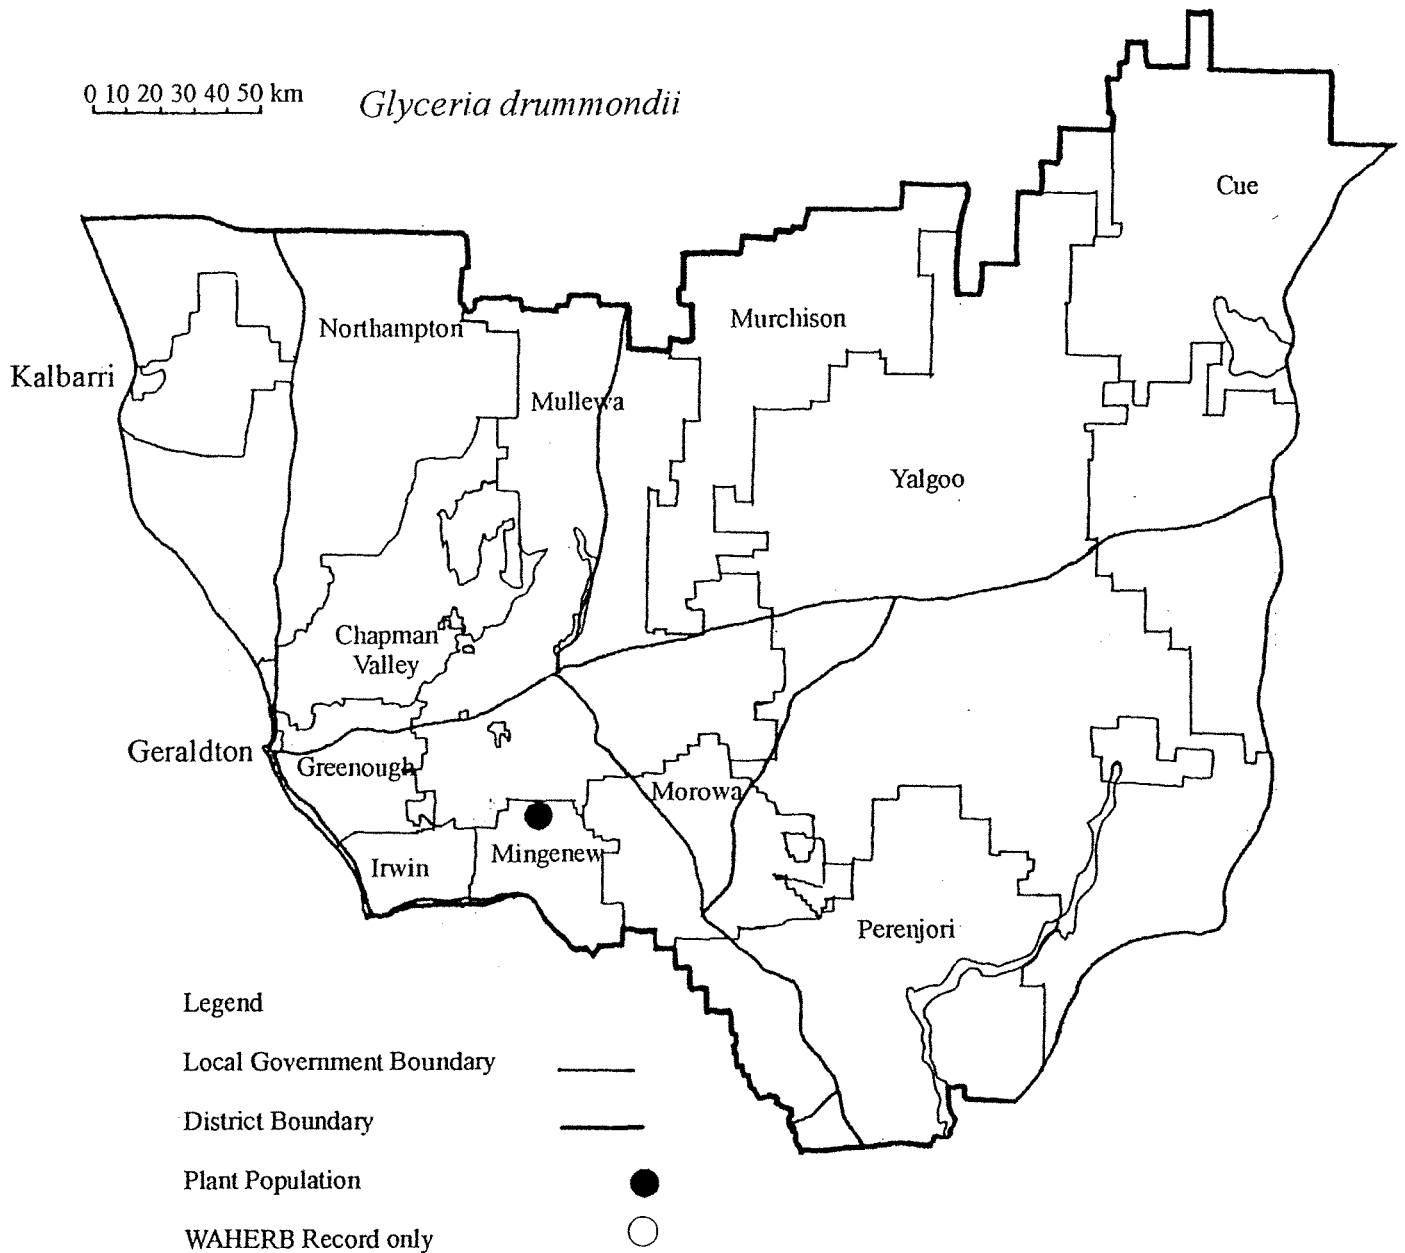 0 10 20 30 40 50 km
Glyceria drummondii
Cue
Northampton
Murchison
Kalbarri
Mullewa
Yalgoo
Chapman
Valley
Geraldton
Greenough
Morowa
Mingenew
Irwin
Perenjori
Legend
Local Government Boundary
District Boundary
Plant Population
WAHERB Record only